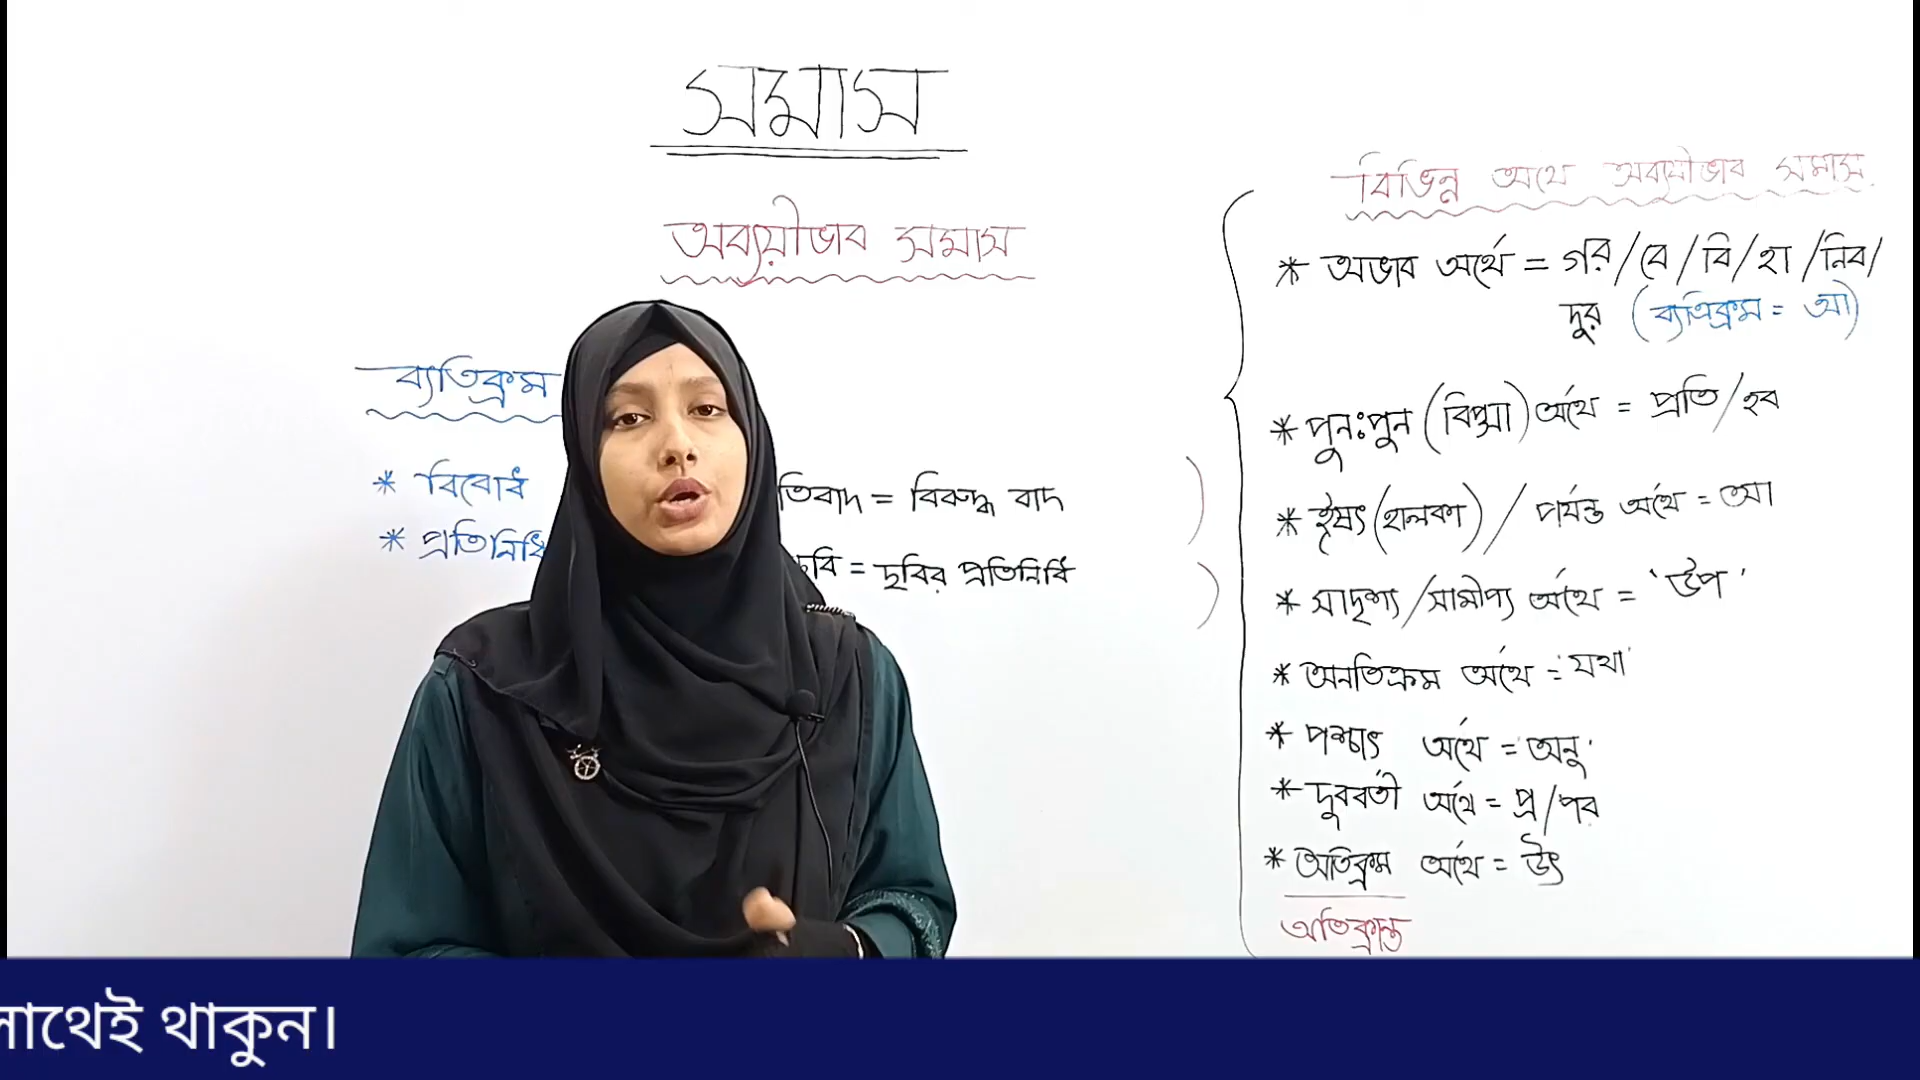 সমাস
অব্যয়ীভাব সমাস
ব্যতিক্রম
* বিরোধ
তিবাদ = বিরুদ্ধ বাদ
* প্রতিনিধি
ছবি = ছবির প্রতিনিধি
বিভিন্ন অর্থে অব্যয়ীভাব সমাস
* অভাব অর্থে = গর/বে/বি/হা/নির/
দুর (ব্যতিক্রম = আ)
* পুনঃপুন (বিপ্সা) অর্থে = প্রতি/হর
* ঈষৎ (হালকা) / পর্যন্ত অর্থে = আ
* সাদৃশ্য/সামীপ্য অর্থে = 'উপ'
* অনতিক্রম অর্থে = 'যথা'
* পশ্চাৎ অর্থে = 'অনু'
* দুরবর্তী অর্থে = প্র/পর
* অতিক্রম অর্থে = উৎ
অতিক্রান্ত
সাথেই থাকুন।